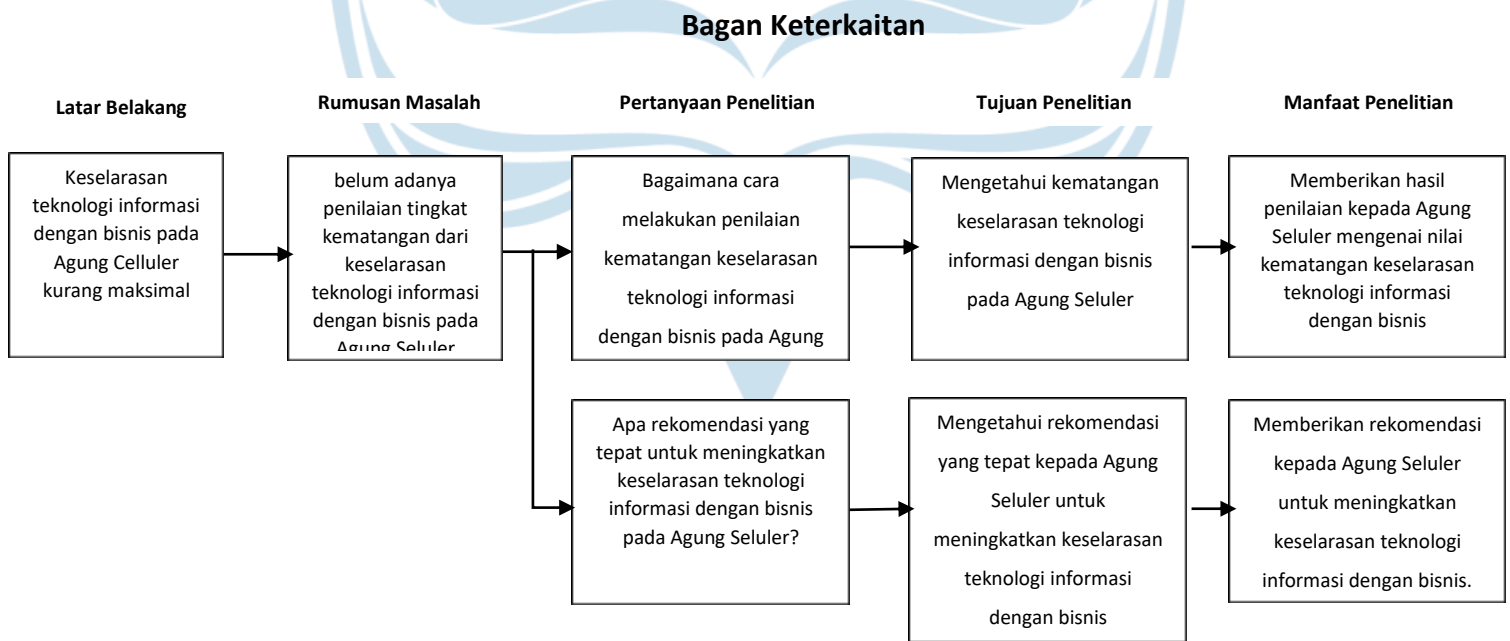 Bagan Keterkaitan
Latar Belakang
Rumusan Masalah
Pertanyaan Penelitian
Tujuan Penelitian
Manfaat Penelitian
Keselarasan
teknologi informasi
dengan bisnis pada
Agung Celluler
kurang maksimal
belum adanya
penilaian tingkat
kematangan dari
keselarasan
teknologi informasi
dengan bisnis pada
Agung Seluler
Bagaimana cara
melakukan penilaian
kematangan keselarasan
teknologi informasi
dengan bisnis pada Agung
Mengetahui kematangan
keselarasan teknologi
informasi dengan bisnis
pada Agung Seluler
Memberikan hasil
penilaian kepada Agung
Seluler mengenai nilai
kematangan keselarasan
teknologi informasi
dengan bisnis
Apa rekomendasi yang
tepat untuk meningkatkan
keselarasan teknologi
informasi dengan bisnis
pada Agung Seluler?
Mengetahui rekomendasi
yang tepat kepada Agung
Seluler untuk
meningkatkan keselarasan
teknologi informasi
dengan bisnis
Memberikan rekomendasi
kepada Agung Seluler
untuk meningkatkan
keselarasan teknologi
informasi dengan bisnis.